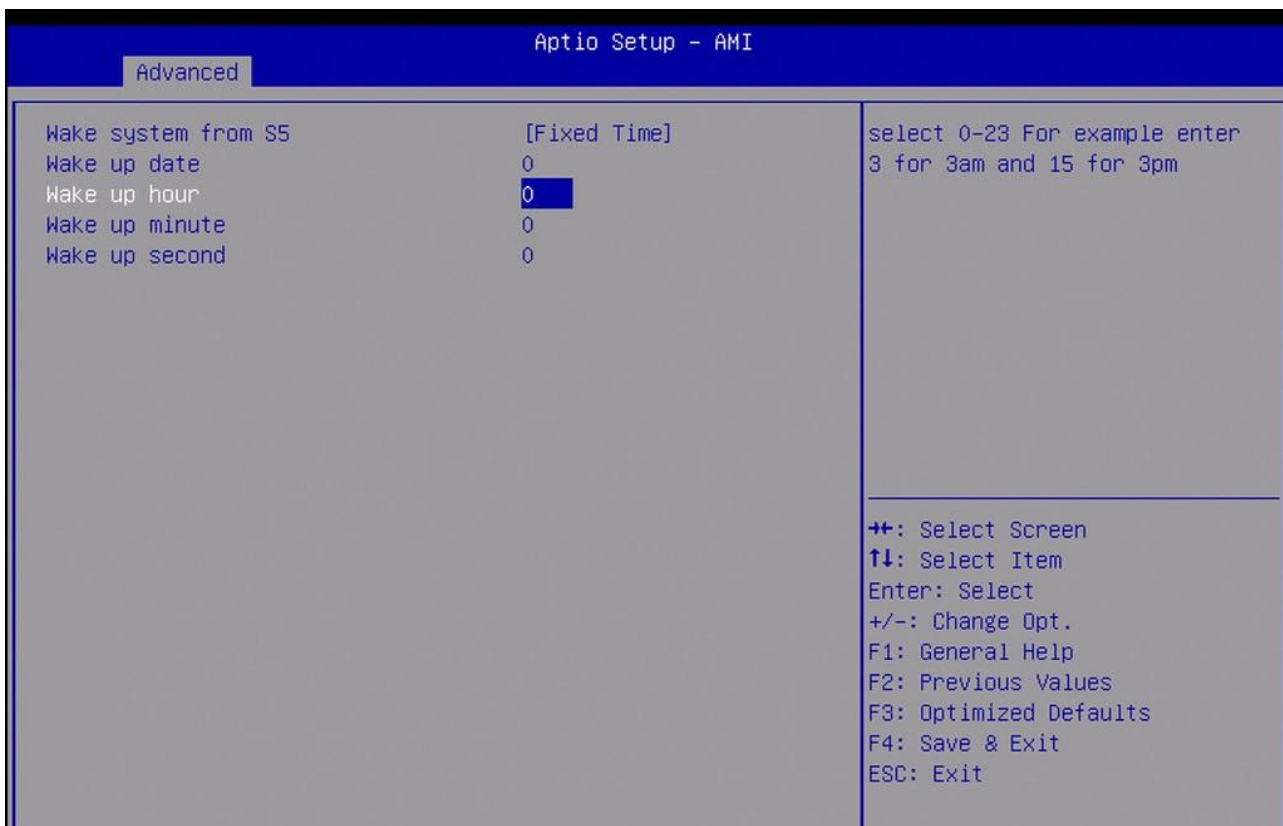 Aptio Setup - AMI
Advanced
Wake system from S5 [Fixed Time]
Wake up date 0
Wake up hour 0
Wake up minute 0
Wake up second 0
select 0-23 For example enter
3 for 3am and 15 for 3pm
→←: Select Screen
↑↓: Select Item
Enter: Select
+/-: Change Opt.
F1: General Help
F2: Previous Values
F3: Optimized Defaults
F4: Save & Exit
ESC: Exit